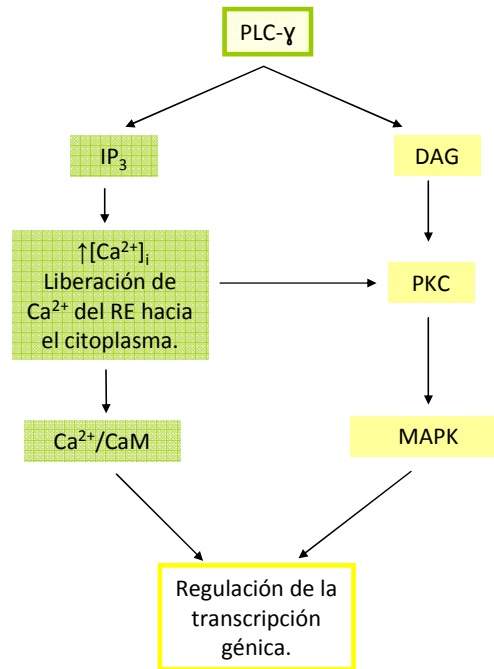 PLC-ɣ
IP₃
DAG
↑[Ca²⁺]ᵢ
Liberación de
Ca²⁺ del RE hacia
el citoplasma.
PKC
Ca²⁺/CaM
MAPK
Regulación de la
transcripción
génica.